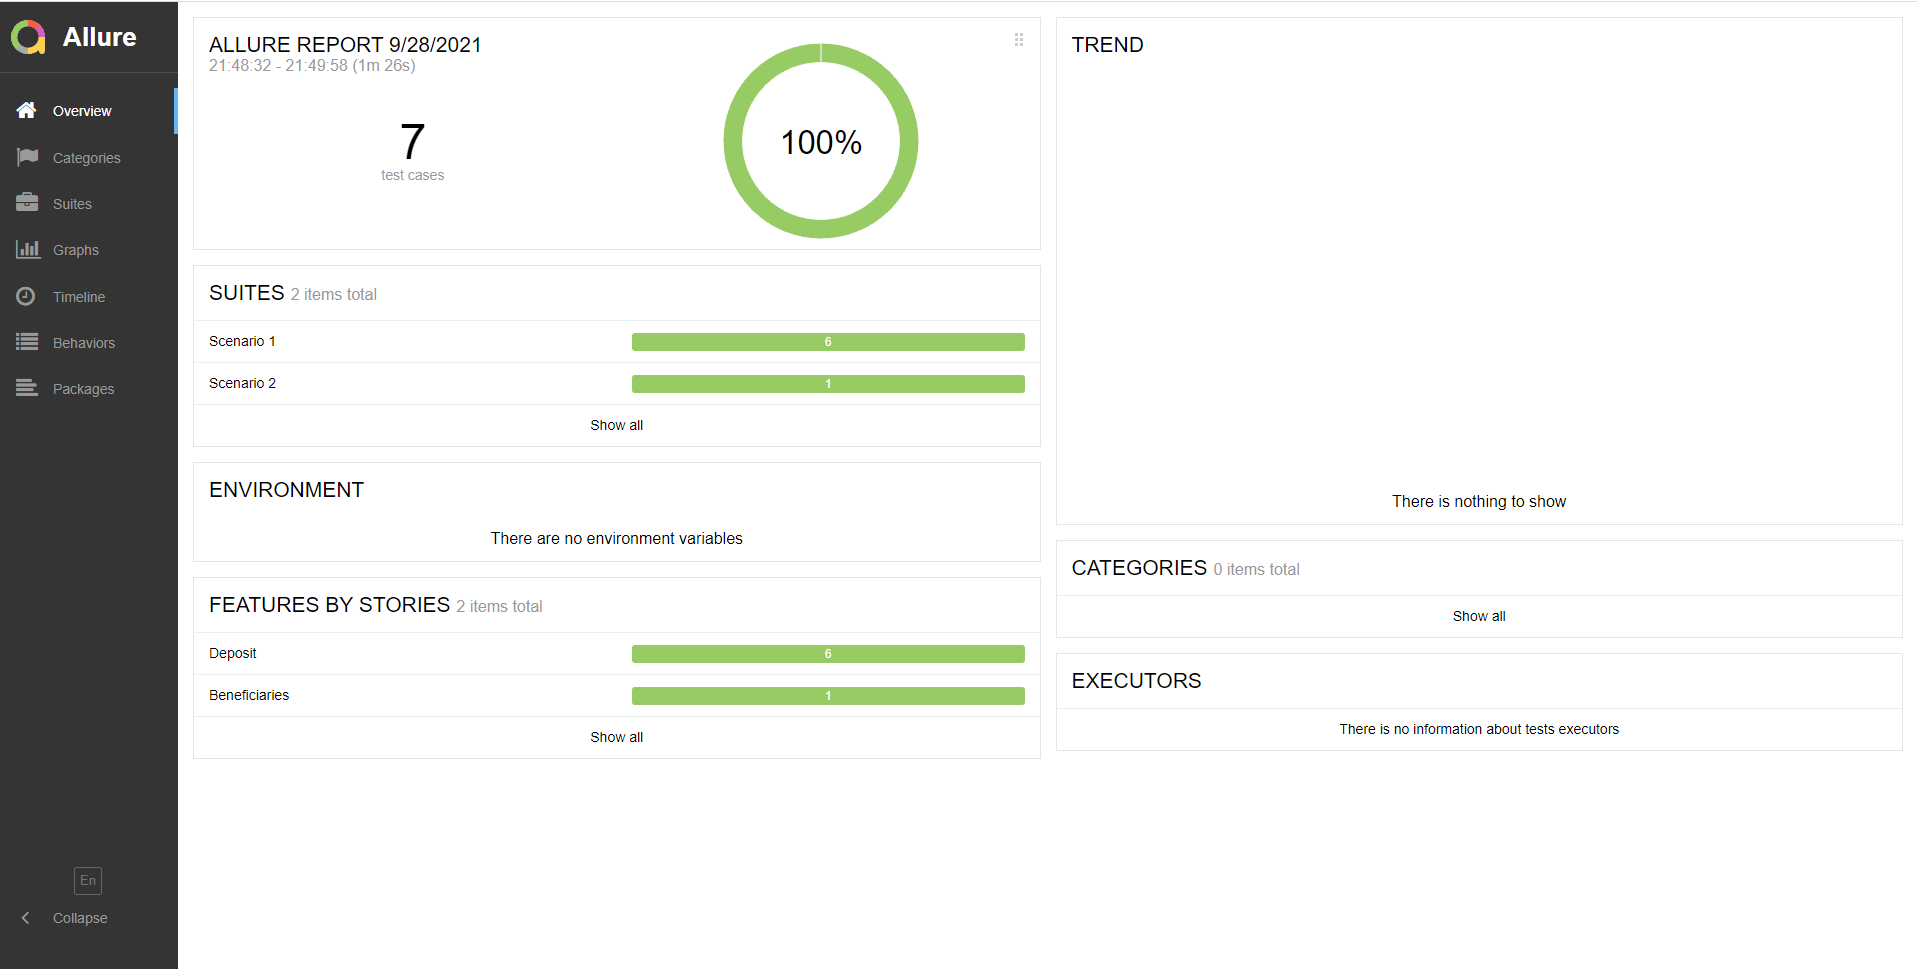 Allure
Overview
Categories
Suites
Graphs
Timeline
Behaviors
Packages
En
Collapse
ALLURE REPORT 9/28/2021
21:48:32 - 21:49:58 (1m 26s)
7
test cases
100%
SUITES 2 items total
Scenario 1 6
Scenario 2 1
Show all
ENVIRONMENT
There are no environment variables
FEATURES BY STORIES 2 items total
Deposit 6
Beneficiaries 1
Show all
TREND
There is nothing to show
CATEGORIES 0 items total
Show all
EXECUTORS
There is no information about tests executors